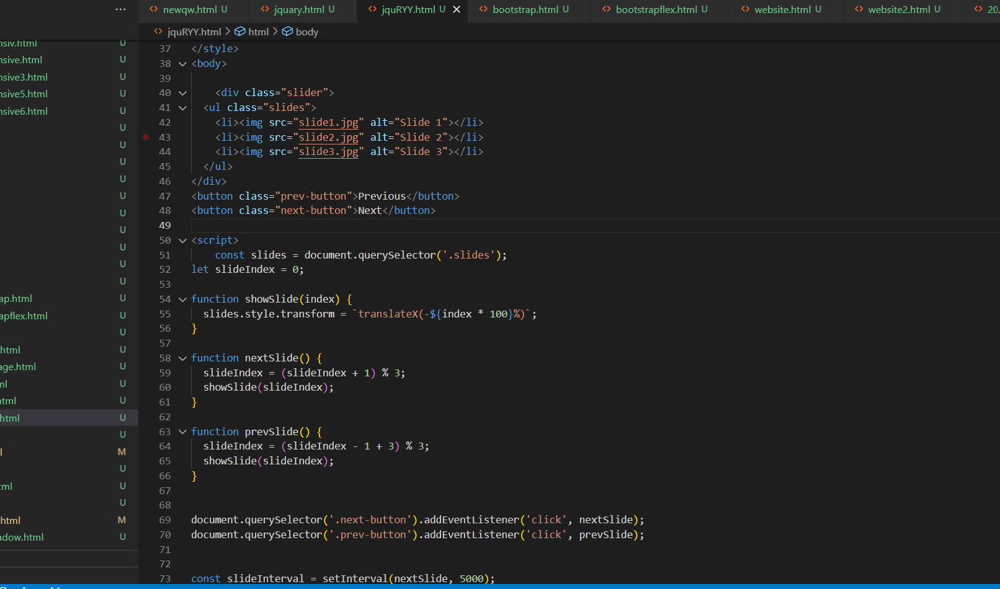 newqw.html U
jquary.html U
jquRYY.html U
bootstrap.html U
bootstrapflex.html U
website.html U
website2.html U
20.
jquRYY.html > html > body
nsiv.html U
nsive.html U
nsive3.html U
nsive5.html U
nsive6.html U
U
U
U
U
U
U
U
U
U
U
ap.html U
apflex.html U
U
html U
age.html U
ml U
html U
html U
U
l M
U
ml U
U
html M
adow.html U
37 </style>
38 <body>
39
40 <div class="slider">
41 <ul class="slides">
42 <li><img src="slide1.jpg" alt="Slide 1"></li>
43 <li><img src="slide2.jpg" alt="Slide 2"></li>
44 <li><img src="slide3.jpg" alt="Slide 3"></li>
45 </ul>
46 </div>
47 <button class="prev-button">Previous</button>
48 <button class="next-button">Next</button>
49
50 <script>
51 const slides = document.querySelector('.slides');
52 let slideIndex = 0;
53
54 function showSlide(index) {
55 slides.style.transform = `translateX(-${index * 100}%)`;
56 }
57
58 function nextSlide() {
59 slideIndex = (slideIndex + 1) % 3;
60 showSlide(slideIndex);
61 }
62
63 function prevSlide() {
64 slideIndex = (slideIndex - 1 + 3) % 3;
65 showSlide(slideIndex);
66 }
67
68
69 document.querySelector('.next-button').addEventListener('click', nextSlide);
70 document.querySelector('.prev-button').addEventListener('click', prevSlide);
71
72
73 const slideInterval = setInterval(nextSlide, 5000);